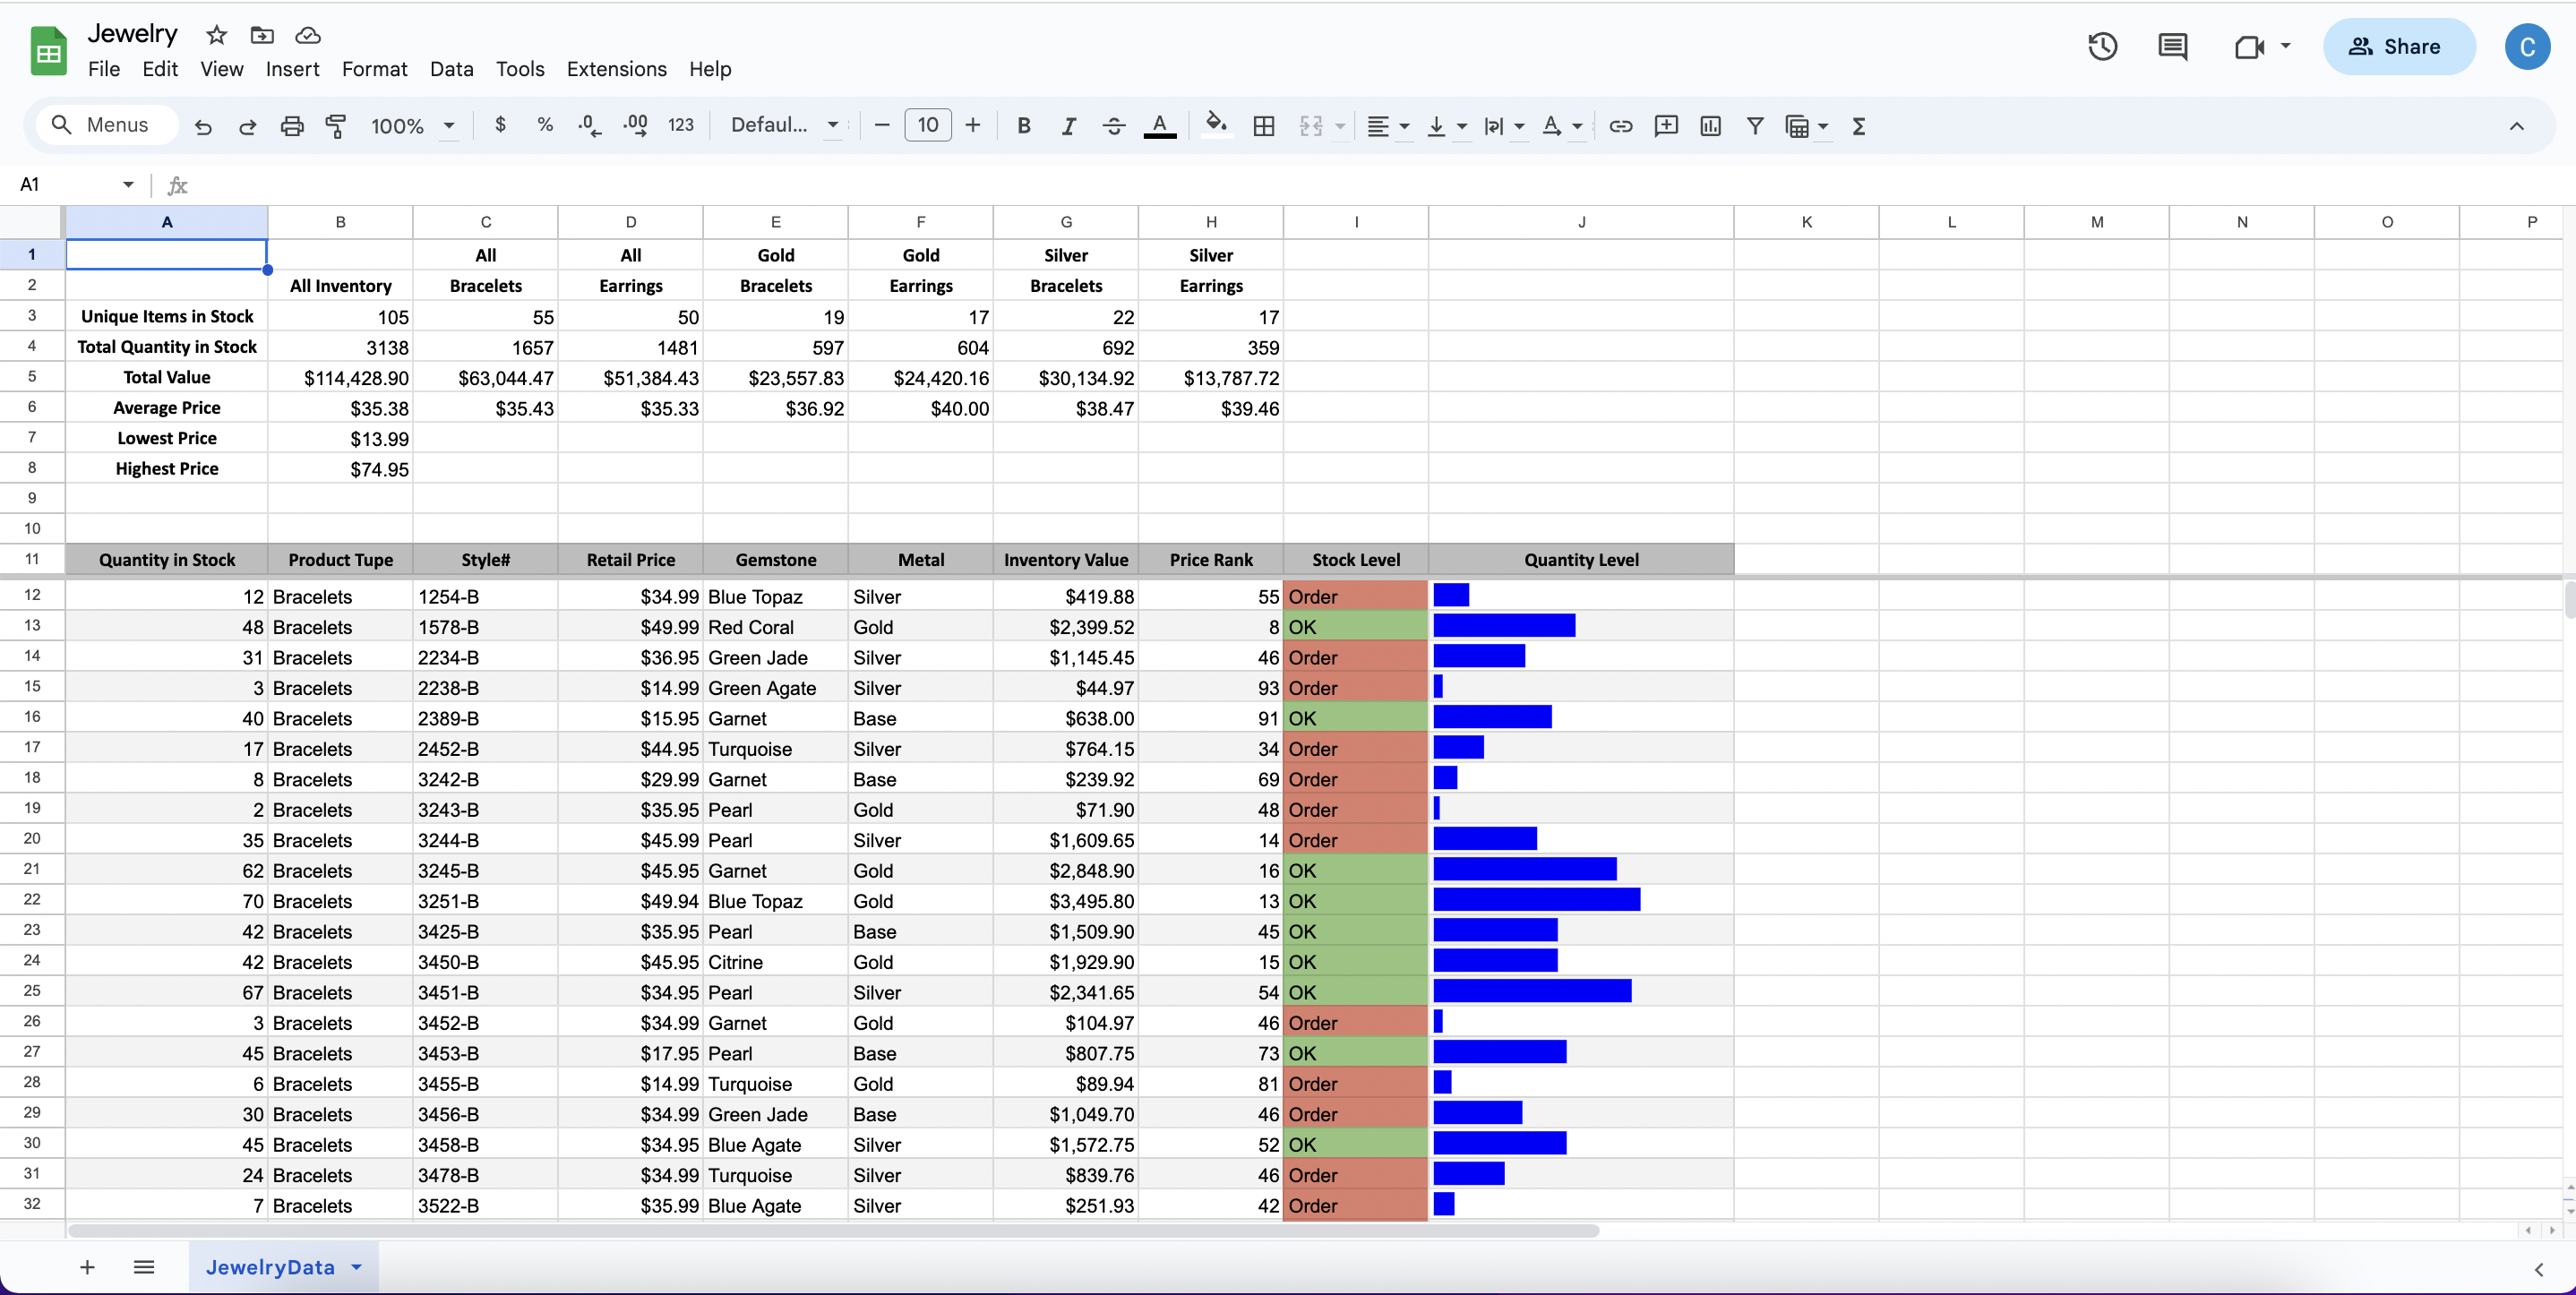 Jewelry
File Edit View Insert Format Data Tools Extensions Help
Share
C
Menus 100% $ % .0 .00 123 Defaul... 10 B I A A Σ
A1 fx
A B C D E F G H I J K L M N O P
1 All All Gold Gold Silver Silver
2 All Inventory Bracelets Earrings Bracelets Earrings Bracelets Earrings
3 Unique Items in Stock 105 55 50 19 17 22 17
4 Total Quantity in Stock 3138 1657 1481 597 604 692 359
5 Total Value $114,428.90 $63,044.47 $51,384.43 $23,557.83 $24,420.16 $30,134.92 $13,787.72
6 Average Price $35.38 $35.43 $35.33 $36.92 $40.00 $38.47 $39.46
7 Lowest Price $13.99
8 Highest Price $74.95
9
10
11 Quantity in Stock Product Type Style# Retail Price Gemstone Metal Inventory Value Price Rank Stock Level Quantity Level
12 12 Bracelets 1254-B $34.99 Blue Topaz Silver $419.88 55 Order
13 48 Bracelets 1578-B $49.99 Red Coral Gold $2,399.52 8 OK
14 31 Bracelets 2234-B $36.95 Green Jade Silver $1,145.45 46 Order
15 3 Bracelets 2238-B $14.99 Green Agate Silver $44.97 93 Order
16 40 Bracelets 2389-B $15.95 Garnet Base $638.00 91 OK
17 17 Bracelets 2452-B $44.95 Turquoise Silver $764.15 34 Order
18 8 Bracelets 3242-B $29.99 Garnet Base $239.92 69 Order
19 2 Bracelets 3243-B $35.95 Pearl Gold $71.90 48 Order
20 35 Bracelets 3244-B $45.99 Pearl Silver $1,609.65 14 Order
21 62 Bracelets 3245-B $45.95 Garnet Gold $2,848.90 16 OK
22 70 Bracelets 3251-B $49.94 Blue Topaz Gold $3,495.80 13 OK
23 42 Bracelets 3425-B $35.95 Pearl Base $1,509.90 45 OK
24 42 Bracelets 3450-B $45.95 Citrine Gold $1,929.90 15 OK
25 67 Bracelets 3451-B $34.95 Pearl Silver $2,341.65 54 OK
26 3 Bracelets 3452-B $34.99 Garnet Gold $104.97 46 Order
27 45 Bracelets 3453-B $17.95 Pearl Base $807.75 73 OK
28 6 Bracelets 3455-B $14.99 Turquoise Gold $89.94 81 Order
29 30 Bracelets 3456-B $34.99 Green Jade Base $1,049.70 46 Order
30 45 Bracelets 3458-B $34.95 Blue Agate Silver $1,572.75 52 OK
31 24 Bracelets 3478-B $34.99 Turquoise Silver $839.76 46 Order
32 7 Bracelets 3522-B $35.99 Blue Agate Silver $251.93 42 Order
JewelryData